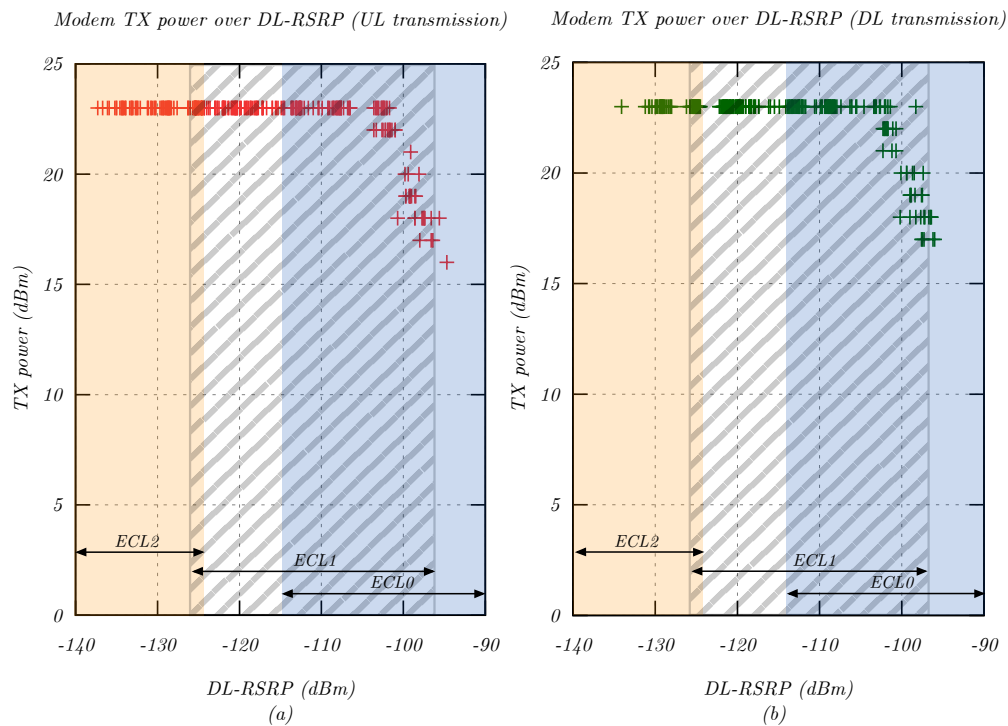 Modem TX power over DL-RSRP (UL transmission)
25
20
15
10
5
0
TX power (dBm)
ECL2
ECL1
ECL0
-140 -130 -120 -110 -100 -90
DL-RSRP (dBm)
(a)
Modem TX power over DL-RSRP (DL transmission)
25
20
15
10
5
0
TX power (dBm)
ECL2
ECL1
ECL0
-140 -130 -120 -110 -100 -90
DL-RSRP (dBm)
(b)